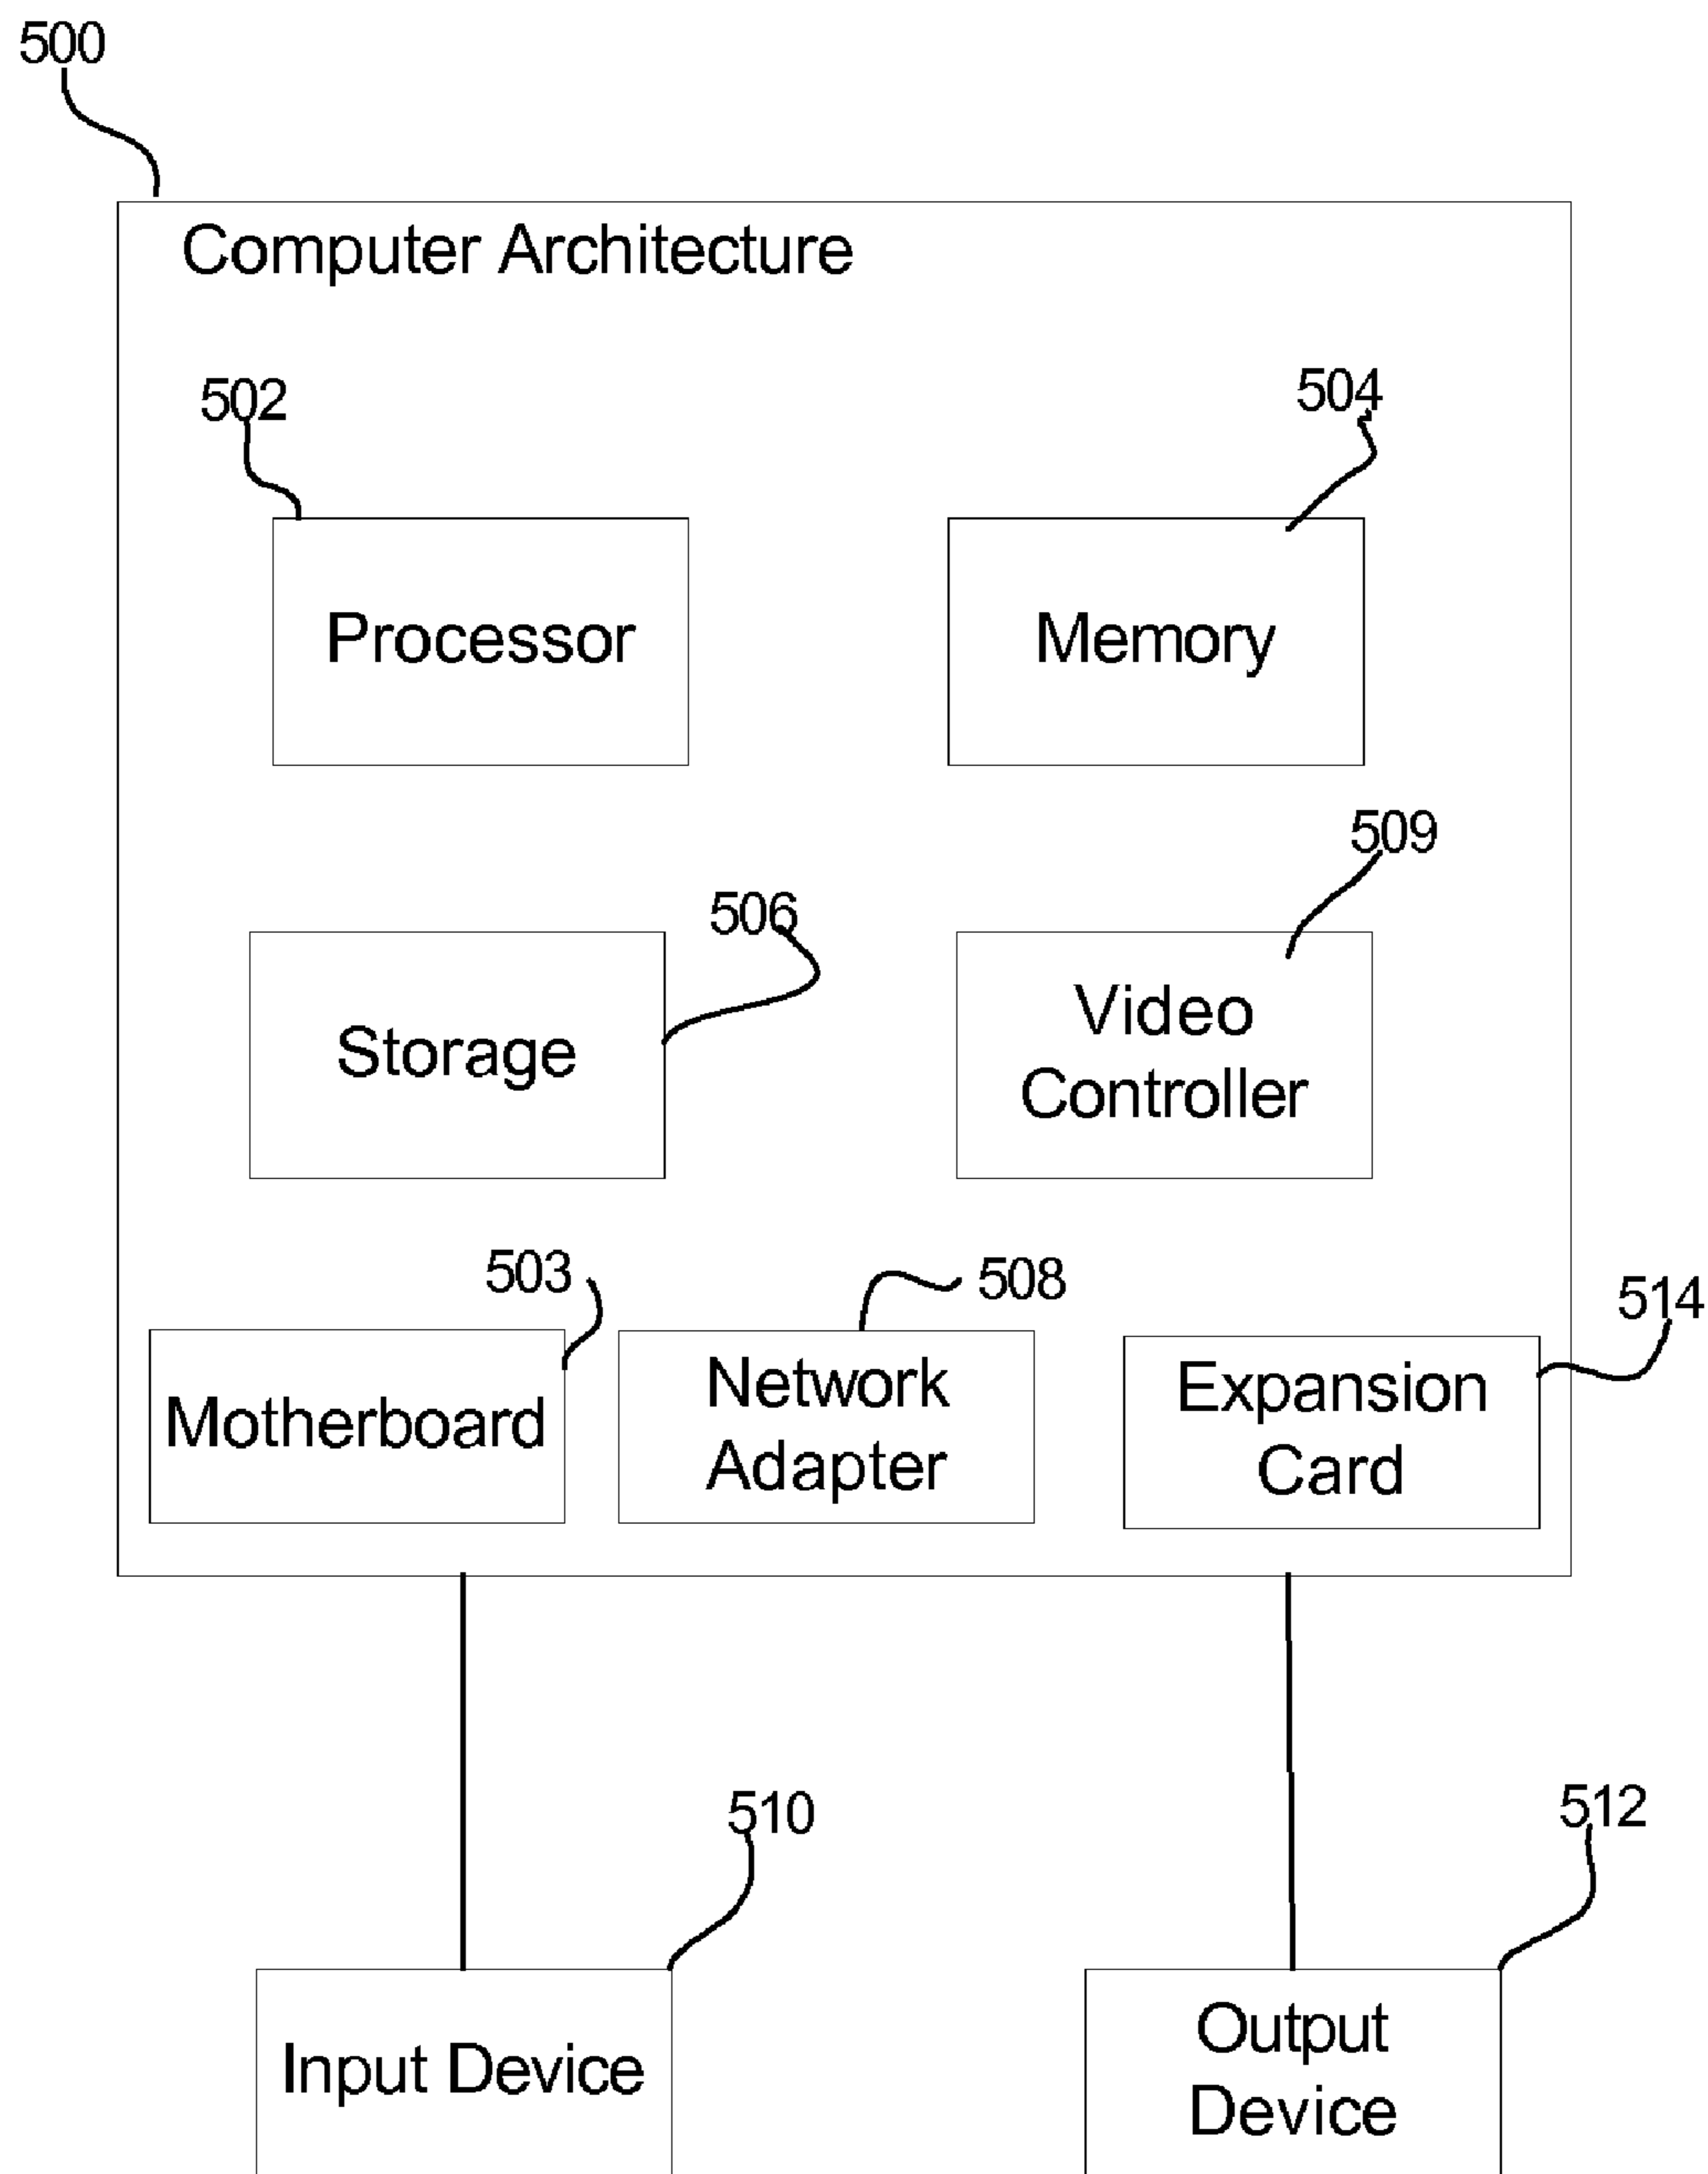 500
Computer Architecture
502
504
Processor
Memory
509
506
Storage
Video
Controller
503
508
514
Motherboard
Network
Adapter
Expansion
Card
510
512
Input Device
Output
Device